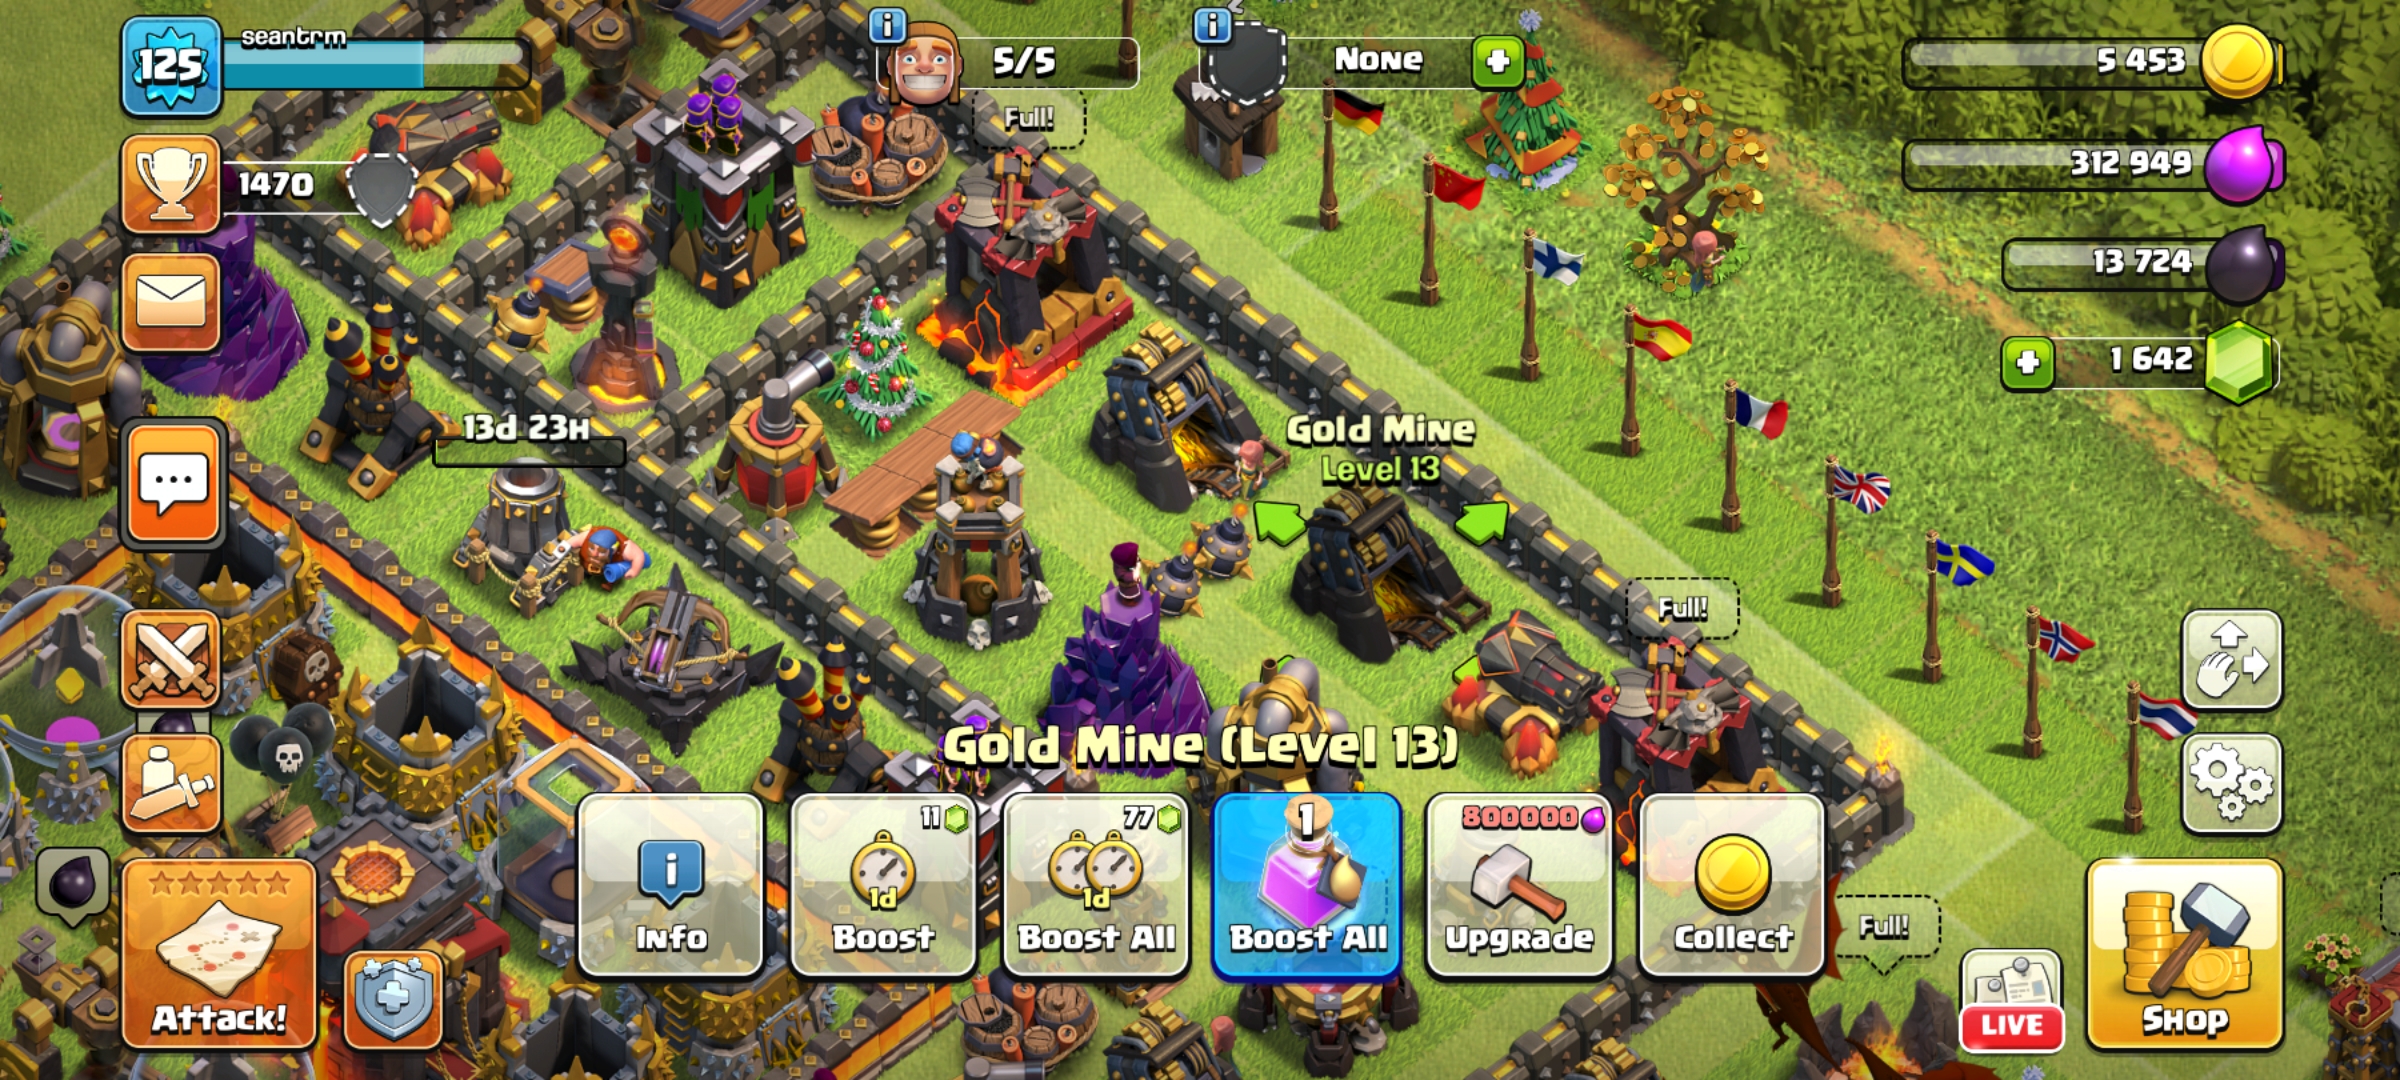 125
seantrm
5/5
None
5 453
Full!
1470
312 949
13 724
1 642
13d 23H
Gold Mine
Level 13
Full!
Gold Mine (Level 13)
11
1d
Boost
77
1d
Boost All
1
Boost All
800000
Upgrade
Info
Collect
Full!
Attack!
LIVE
Shop